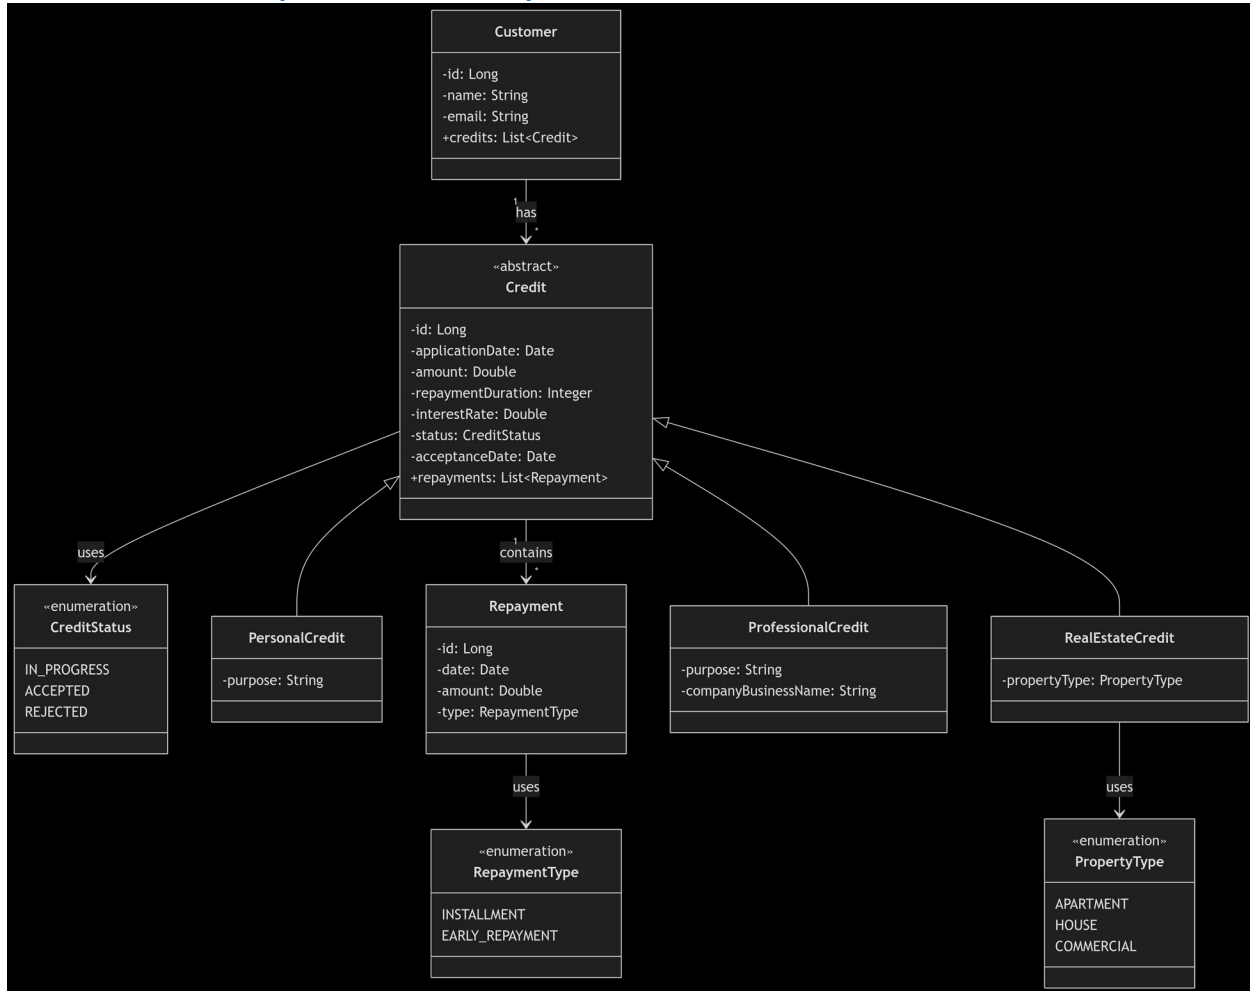 Customer
-id: Long
-name: String
-email: String
+credits: List<Credit>
1
has
*
«abstract»
Credit
-id: Long
-applicationDate: Date
-amount: Double
-repaymentDuration: Integer
-interestRate: Double
-status: CreditStatus
-acceptanceDate: Date
+repayments: List<Repayment>
uses
1
contains
*
«enumeration»
CreditStatus
IN_PROGRESS
ACCEPTED
REJECTED
PersonalCredit
-purpose: String
Repayment
-id: Long
-date: Date
-amount: Double
-type: RepaymentType
ProfessionalCredit
-purpose: String
-companyBusinessName: String
RealEstateCredit
-propertyType: PropertyType
uses
uses
«enumeration»
RepaymentType
INSTALLMENT
EARLY_REPAYMENT
«enumeration»
PropertyType
APARTMENT
HOUSE
COMMERCIAL